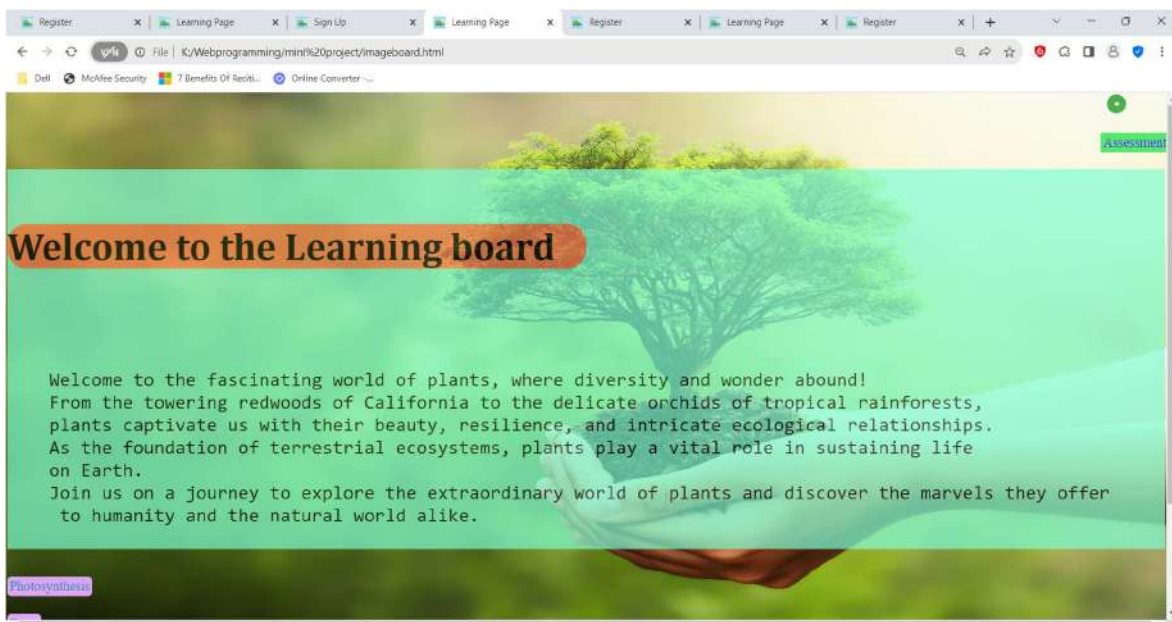 Register
Learning Page
Sign Up
Learning Page
Register
Learning Page
Register
File | K:/Webprogramming/mini%20project/imageboard.html
Dell
McAfee Security
7 Benefits Of Reciti...
Online Converter -...
Assessment
Welcome to the Learning board
Welcome to the fascinating world of plants, where diversity and wonder abound!
From the towering redwoods of California to the delicate orchids of tropical rainforests,
plants captivate us with their beauty, resilience, and intricate ecological relationships.
As the foundation of terrestrial ecosystems, plants play a vital role in sustaining life
on Earth.
Join us on a journey to explore the extraordinary world of plants and discover the marvels they offer
to humanity and the natural world alike.
Photosynthesis